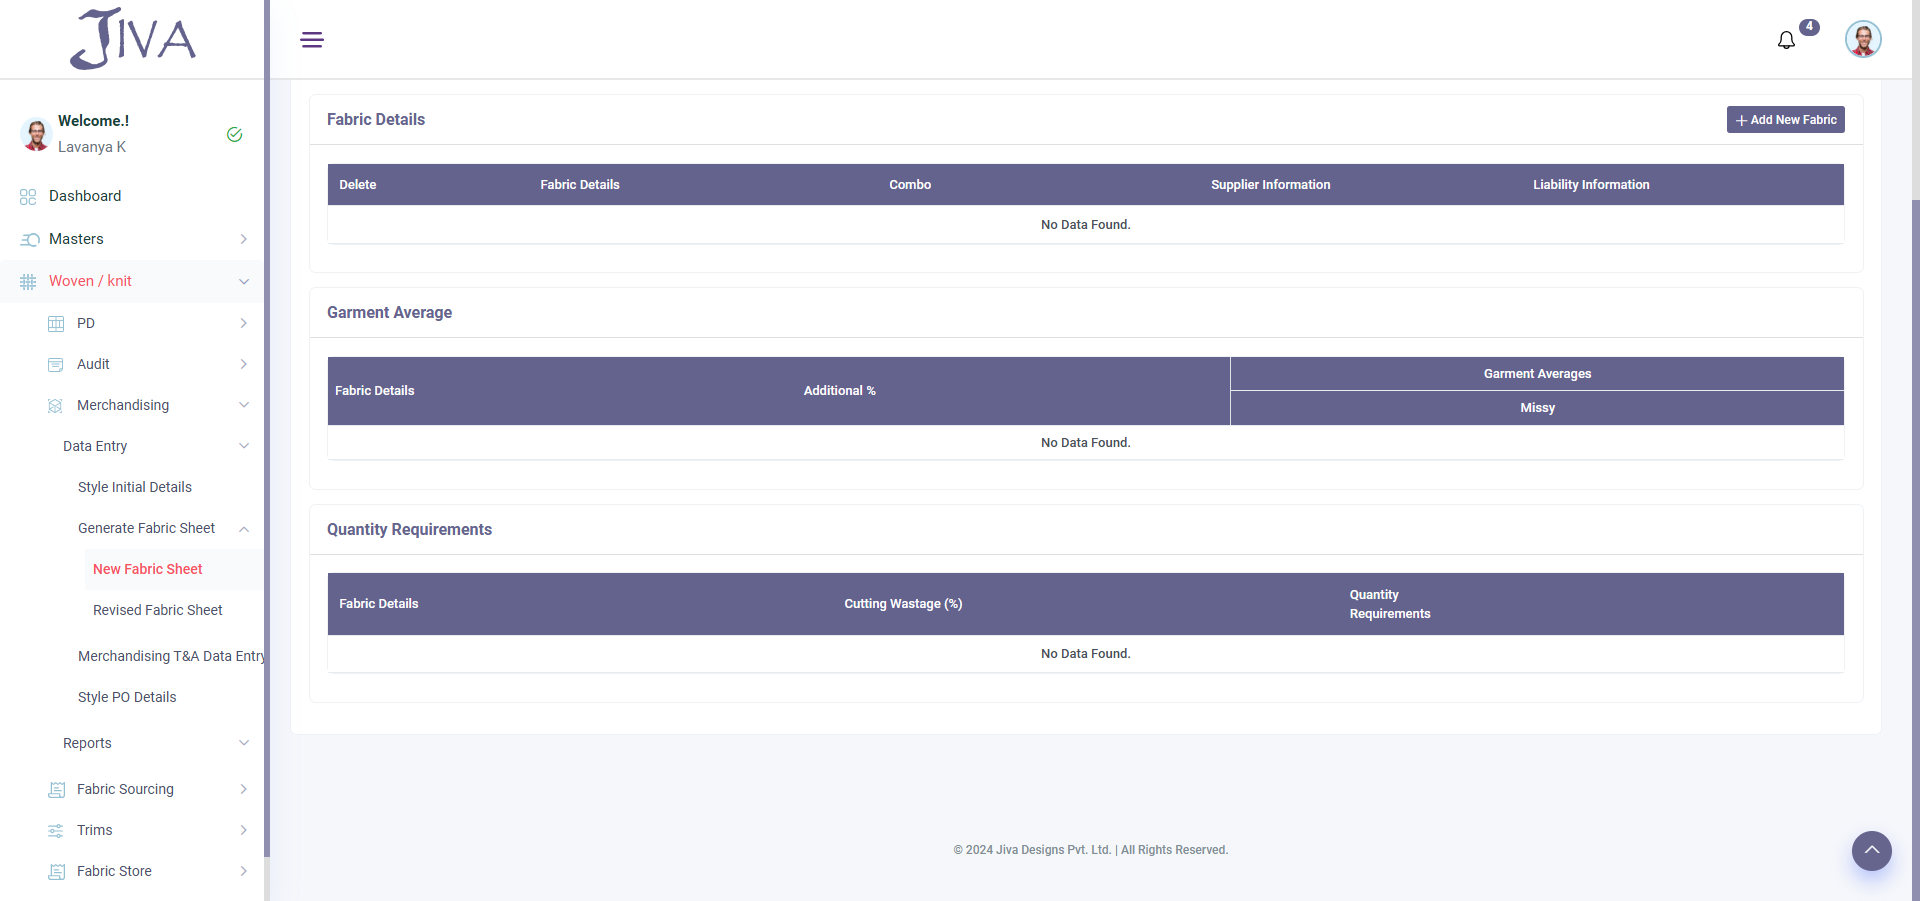 JIVA
4
Welcome.!
Lavanya K
Dashboard
Masters
Woven / knit
PD
Audit
Merchandising
Data Entry
Style Initial Details
Generate Fabric Sheet
New Fabric Sheet
Revised Fabric Sheet
Merchandising T&A Data Entry
Style PO Details
Reports
Fabric Sourcing
Trims
Fabric Store
Fabric Details
Add New Fabric
Delete Fabric Details Combo Supplier Information Liability Information
No Data Found.
Garment Average
Fabric Details Additional % Garment Averages
Missy
No Data Found.
Quantity Requirements
Fabric Details Cutting Wastage (%) Quantity
Requirements
No Data Found.
© 2024 Jiva Designs Pvt. Ltd. | All Rights Reserved.